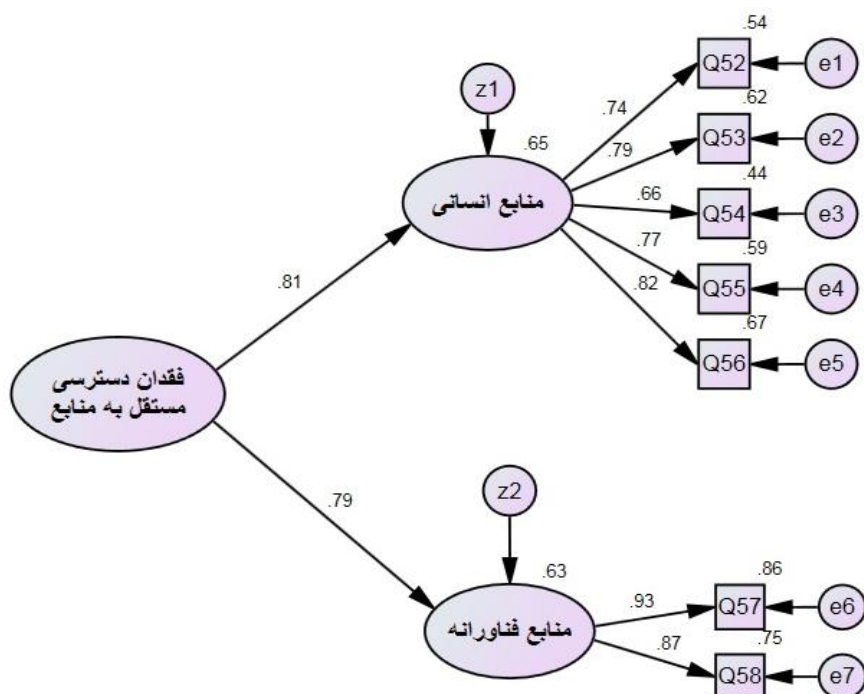 .54
Q52
e1
z1
.62
.74
Q53
e2
.65
.79
.44
منابع انسانی
.66
Q54
e3
.77
.59
.81
.82
Q55
e4
.67
Q56
e5
فقدان دسترسی
مستقل به منابع
.79
z2
.63
.86
منابع فناورانه
.93
Q57
e6
.87
.75
Q58
e7